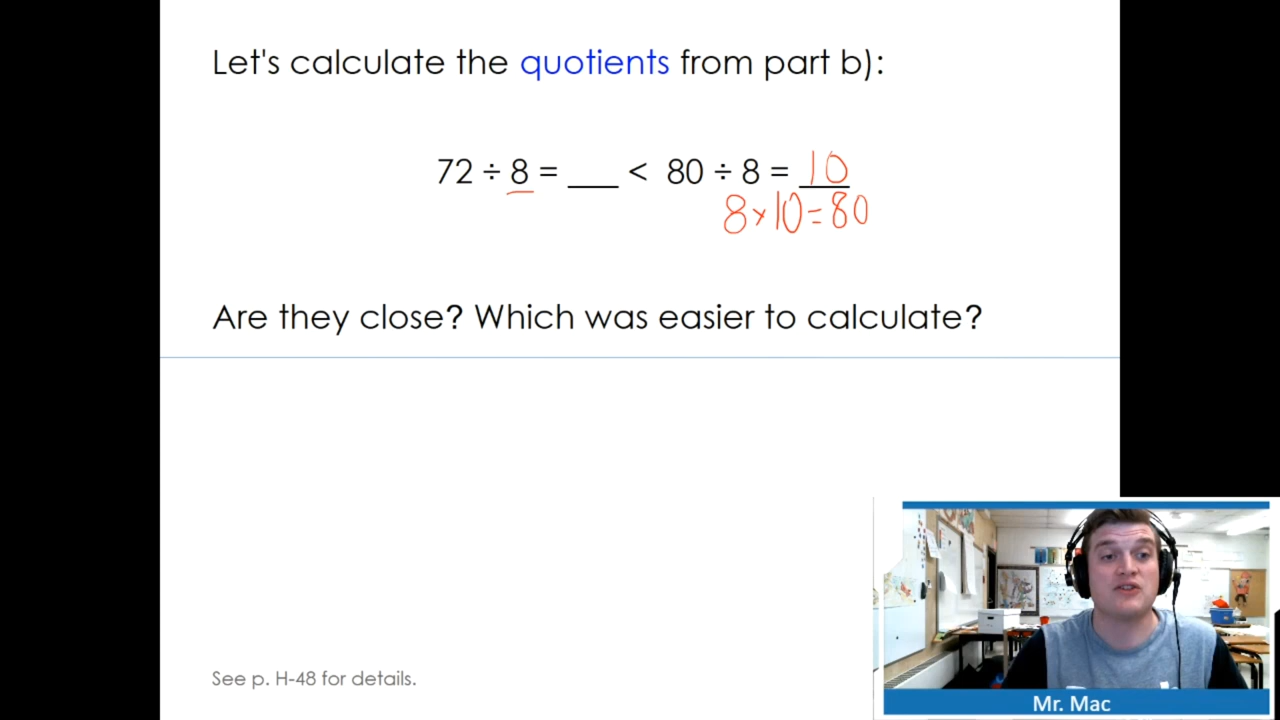 Let's calculate the quotients from part b):
72 ÷ 8 = ___ < 80 ÷ 8 = 10
8 × 10 = 80
Are they close? Which was easier to calculate?
See p. H-48 for details.
Mr. Mac